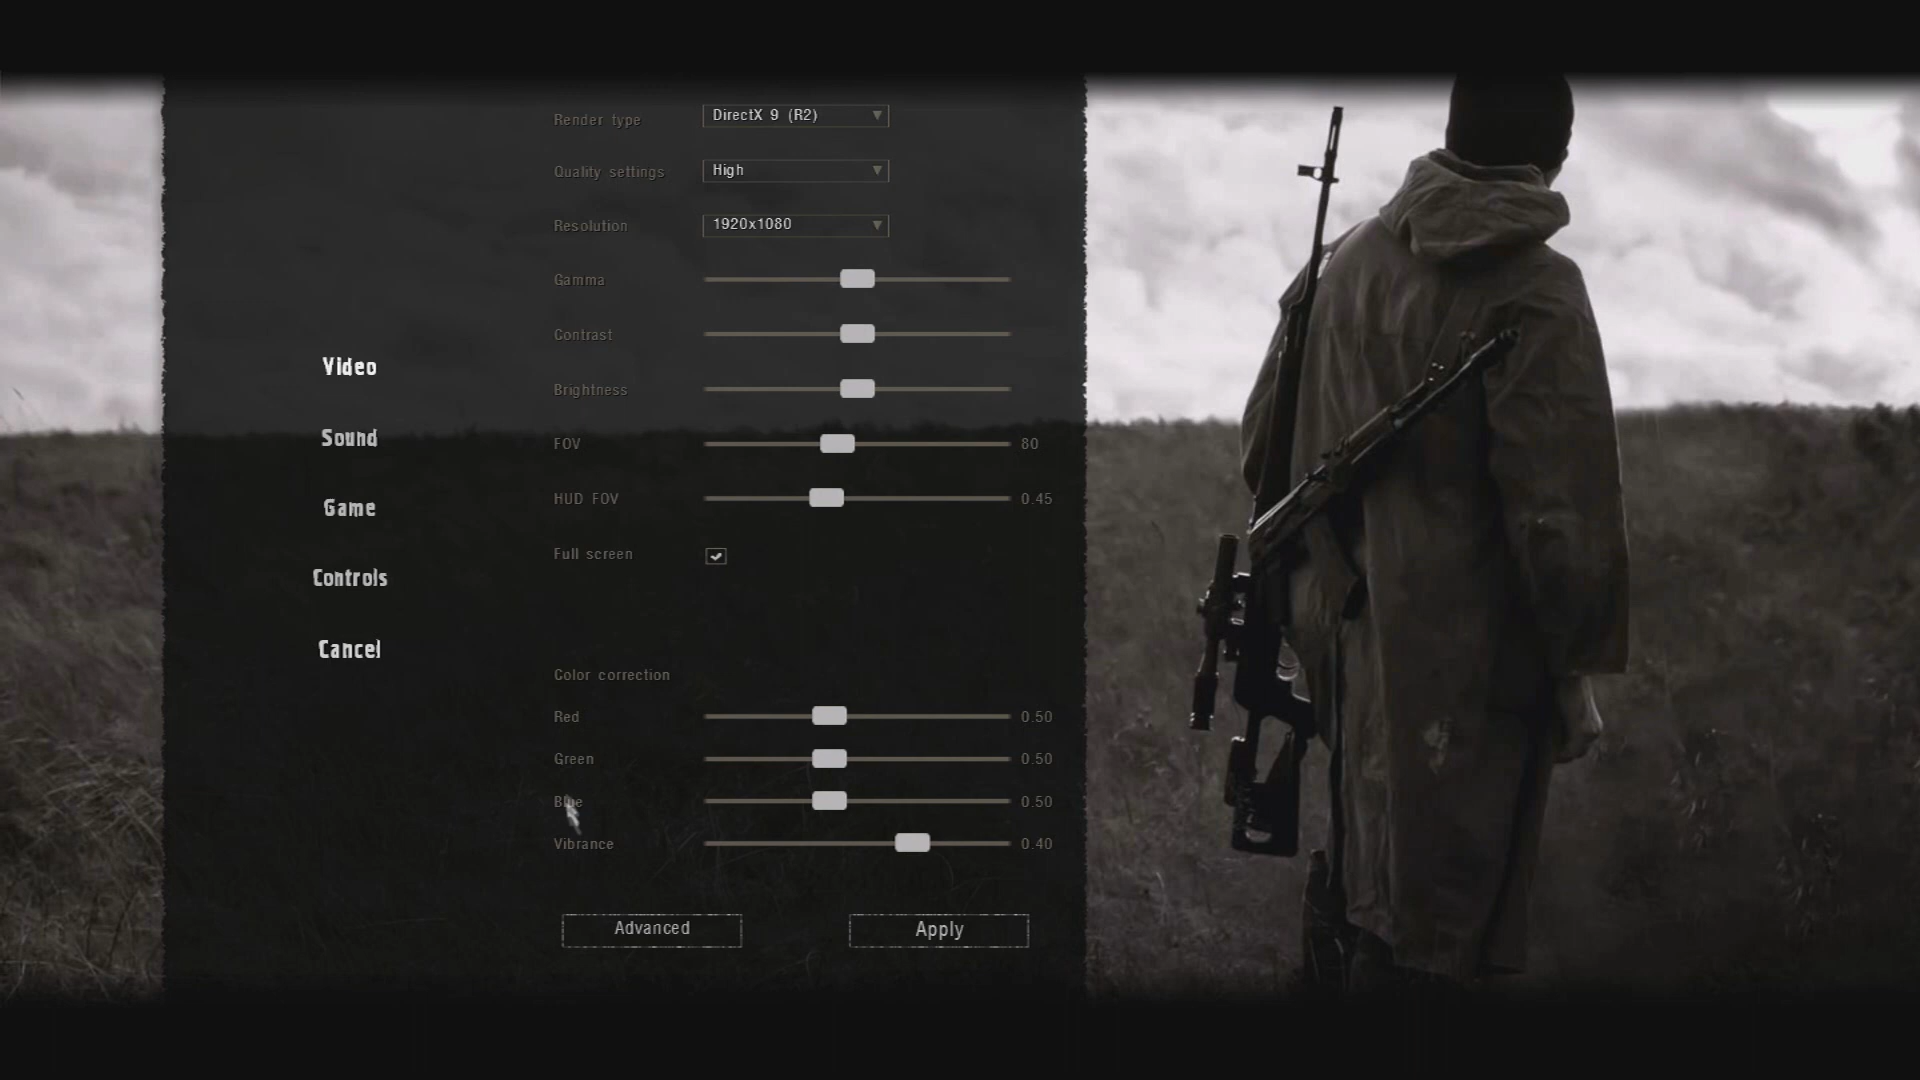 Render type
DirectX 9 (R2)
Quality settings
High
Resolution
1920x1080
Gamma
Contrast
Brightness
FOV
80
HUD FOV
0.45
Full screen
Video
Sound
Game
Controls
Cancel
Color correction
Red
0.50
Green
0.50
Blue
0.50
Vibrance
0.40
Advanced
Apply